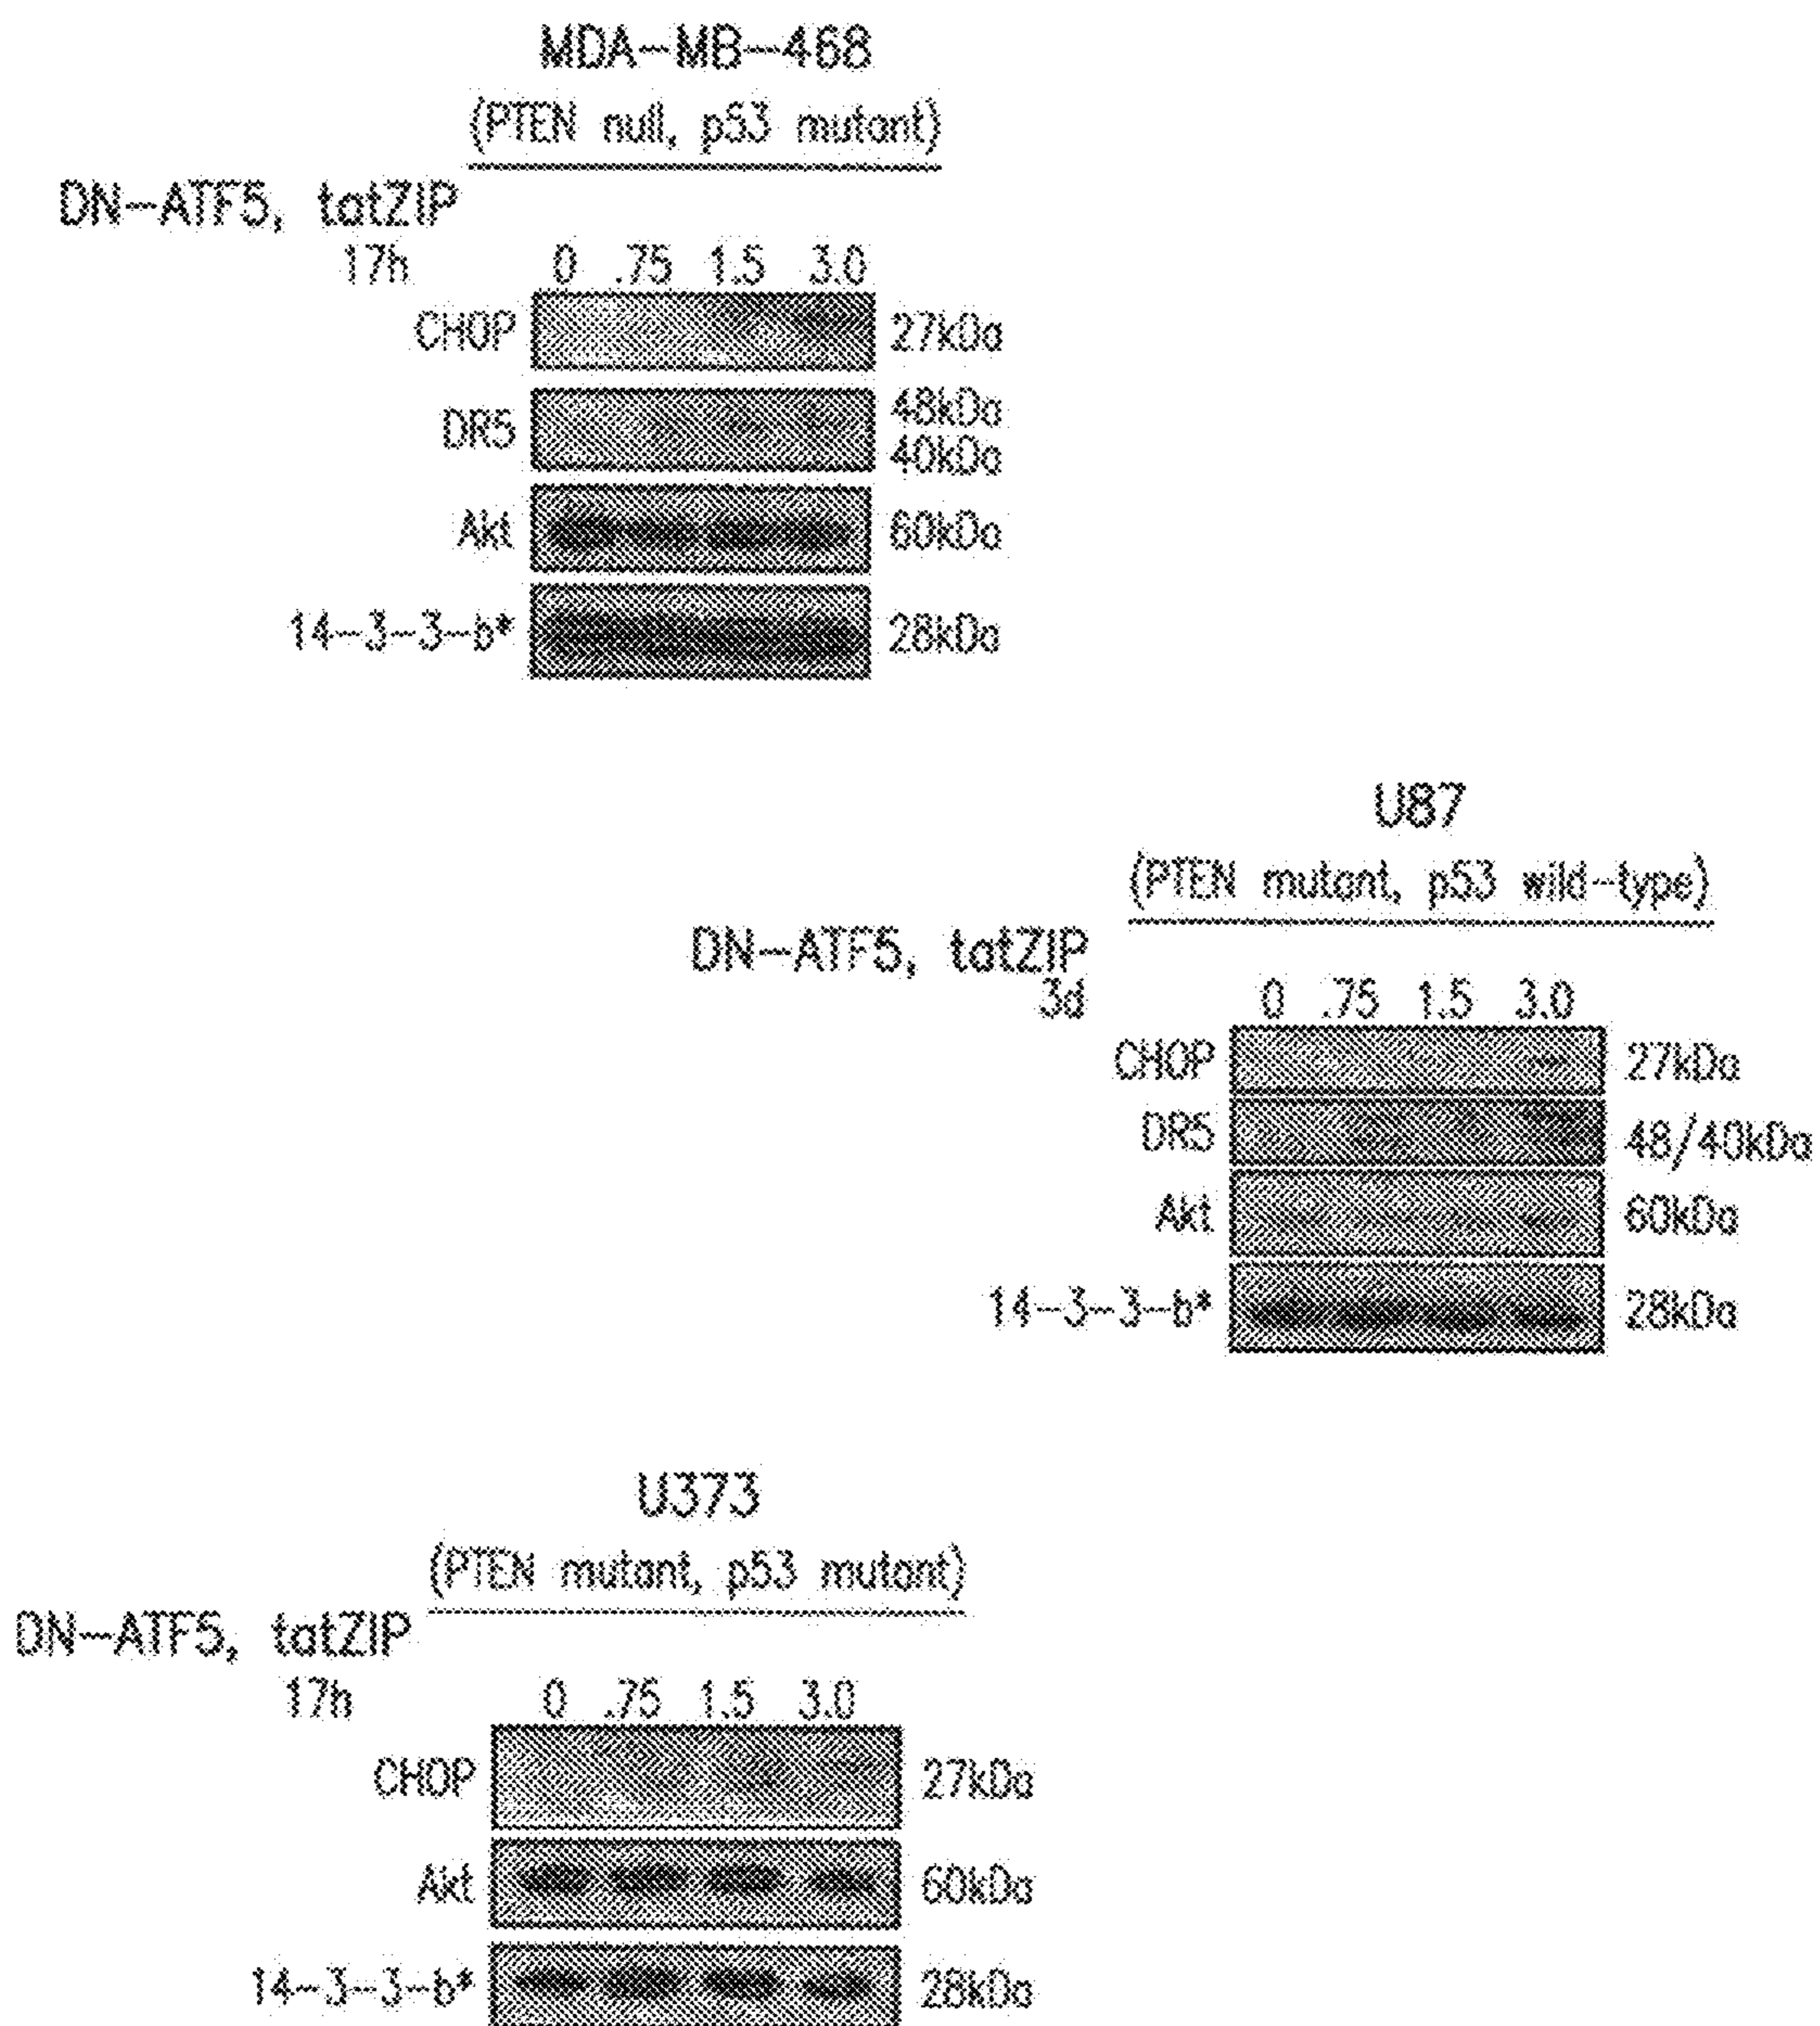 MDA-MB-468
(PTEN null, p53 mutant)
DN-ATF5, tatZIP
17h 0 .75 1.5 3.0
CHOP 27kDa
DR5 48kDa
40kDa
Akt 60kDa
14-3-3-b* 28kDa
U87
(PTEN mutant, p53 wild-type)
DN-ATF5, tatZIP
3d 0 .75 1.5 3.0
CHOP 27kDa
DR5 48/40kDa
Akt 60kDa
14-3-3-b* 28kDa
U373
(PTEN mutant, p53 mutant)
DN-ATF5, tatZIP
17h 0 .75 1.5 3.0
CHOP 27kDa
Akt 60kDa
14-3-3-b* 28kDa